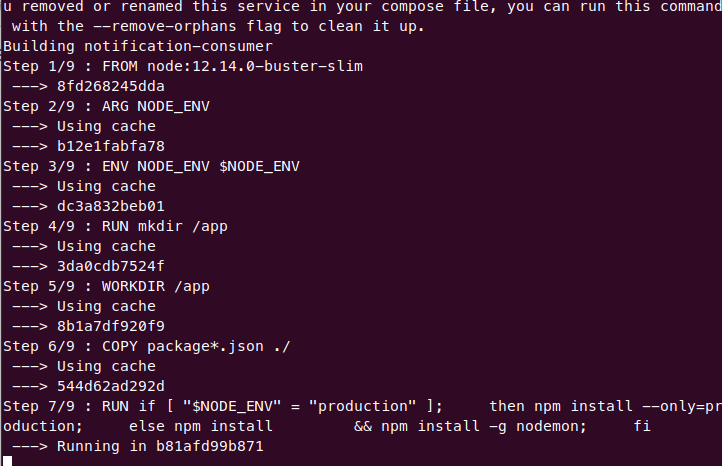 u removed or renamed this service in your compose file, you can run this command
 with the --remove-orphans flag to clean it up.
Building notification-consumer
Step 1/9 : FROM node:12.14.0-buster-slim
 ---> 8fd268245dda
Step 2/9 : ARG NODE_ENV
 ---> Using cache
 ---> b12e1fabfa78
Step 3/9 : ENV NODE_ENV $NODE_ENV
 ---> Using cache
 ---> dc3a832beb01
Step 4/9 : RUN mkdir /app
 ---> Using cache
 ---> 3da0cdb7524f
Step 5/9 : WORKDIR /app
 ---> Using cache
 ---> 8b1a7df920f9
Step 6/9 : COPY package*.json ./
 ---> Using cache
 ---> 544d62ad292d
Step 7/9 : RUN if [ "$NODE_ENV" = "production" ];     then npm install --only=pr
oduction;     else npm install         && npm install -g nodemon;     fi
 ---> Running in b81afd99b871